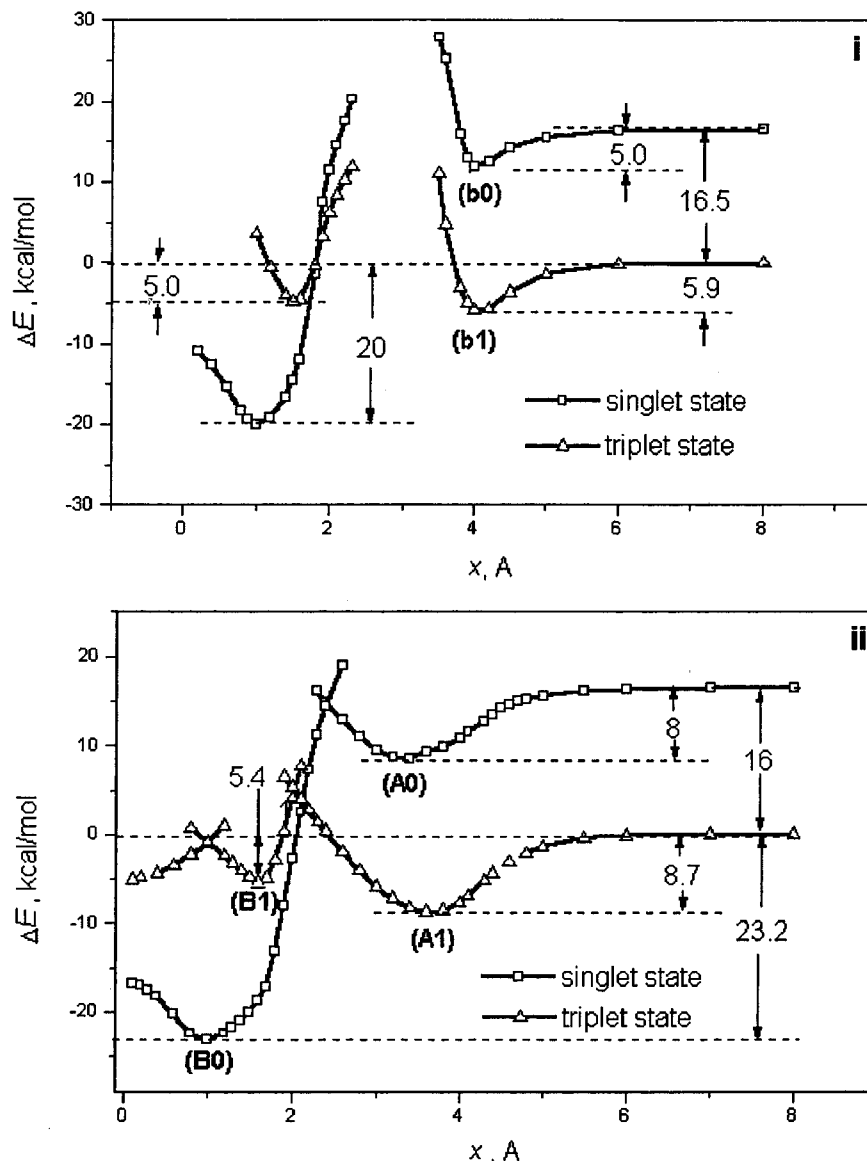 i
ΔE, kcal/mol
30
20
10
0
-10
-20
-30
5.0
20
(b0)
5.0
16.5
(b1)
5.9
singlet state
triplet state
0
2
4
6
8
x, A
ii
ΔE, kcal/mol
20
10
0
-10
-20
5.4
(B1)
(B0)
(A0)
8
16
(A1)
8.7
23.2
singlet state
triplet state
0
2
4
6
8
x, A